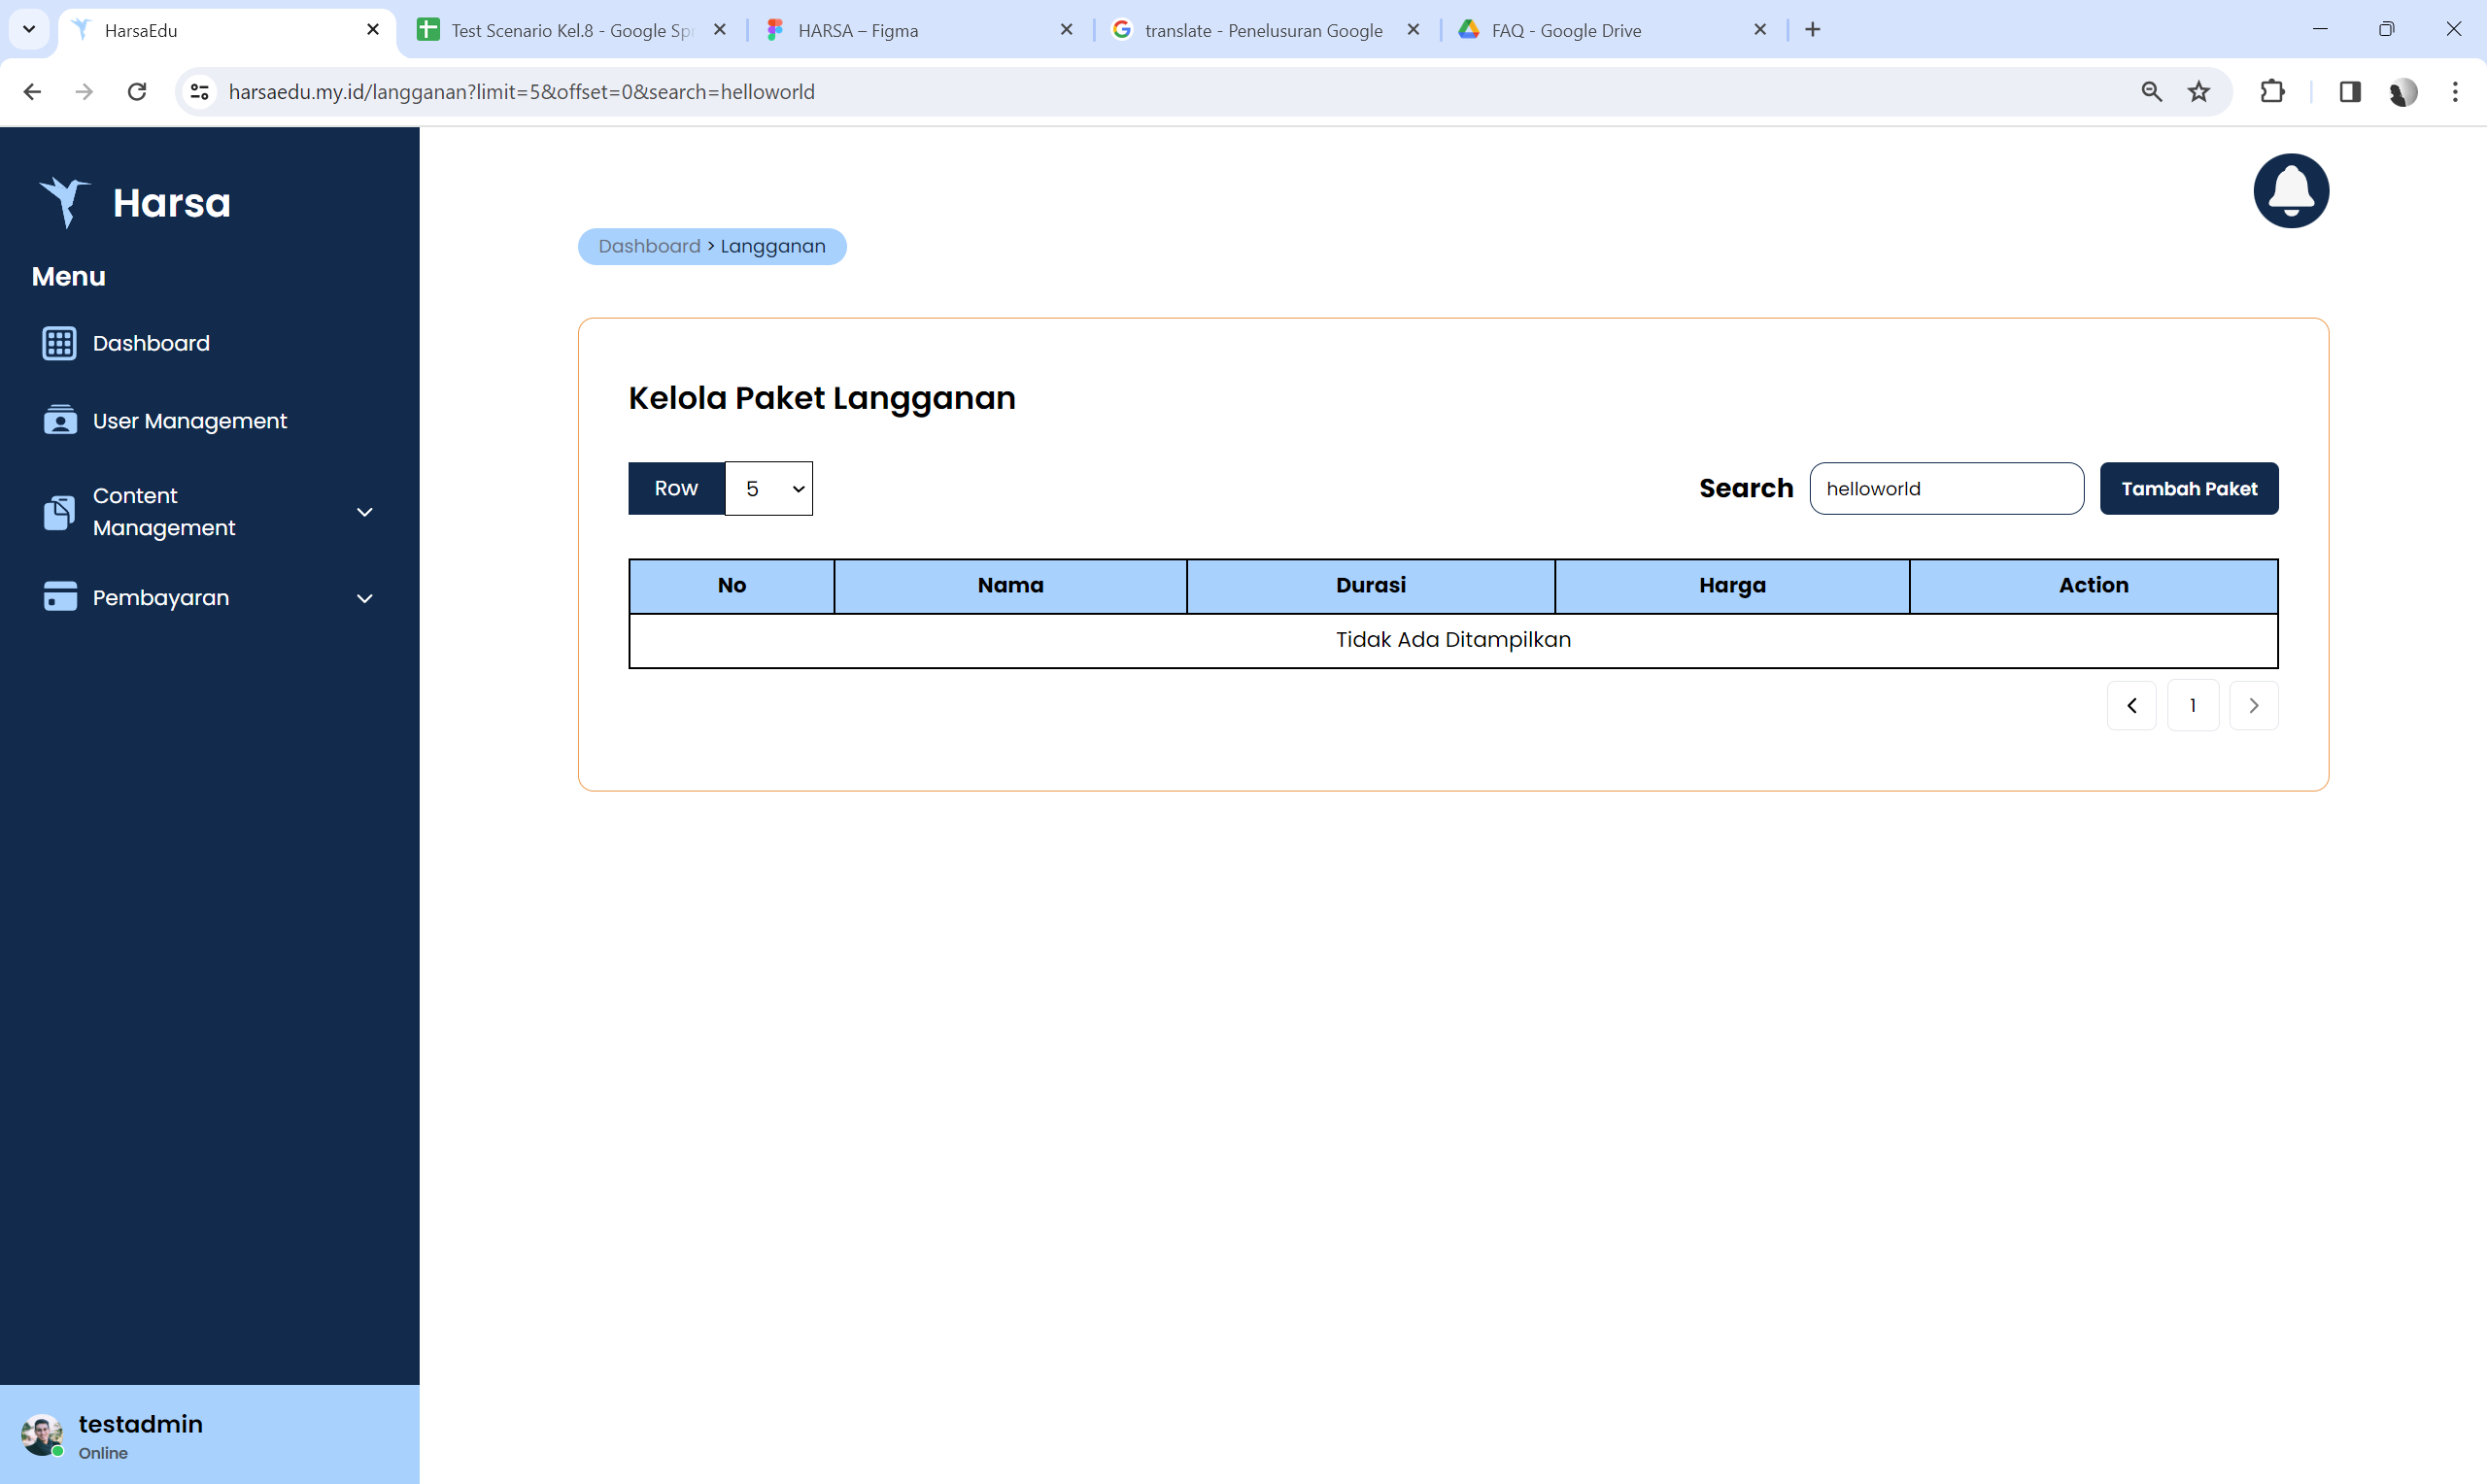 HarsaEdu
Test Scenario Kel.8 - Google Spr
HARSA – Figma
translate - Penelusuran Google
FAQ - Google Drive
harsaedu.my.id/langganan?limit=5&offset=0&search=helloworld
Harsa
Menu
Dashboard
User Management
Content
Management
Pembayaran
testadmin
Online
Dashboard > Langganan
Kelola Paket Langganan
Row 5
Search helloworld Tambah Paket
No Nama Durasi Harga Action
Tidak Ada Ditampilkan
1